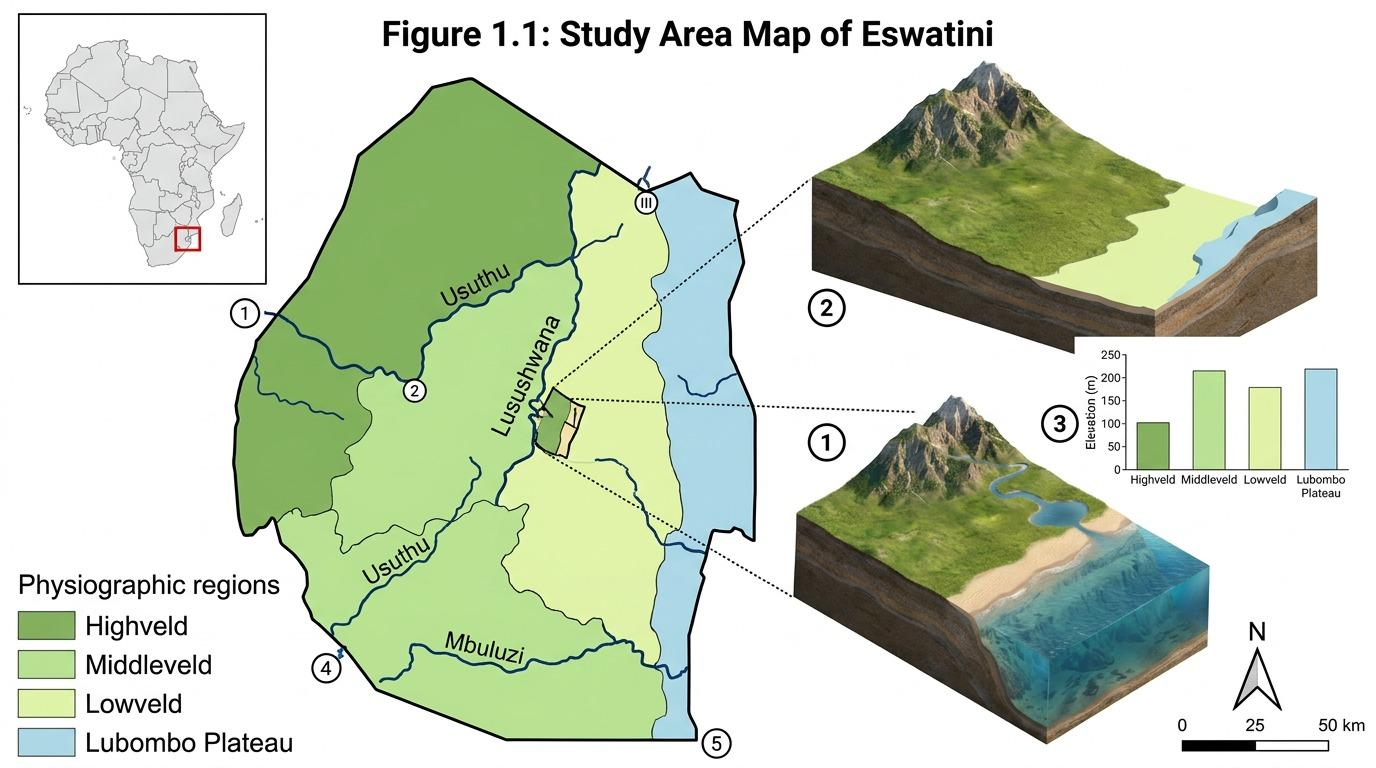 Figure 1.1: Study Area Map of Eswatini
III
Usuthu
1
2
Lusushwana
Usuthu
Mbuluzi
4
5
Physiographic regions
Highveld
Middleveld
Lowveld
Lubombo Plateau
2
1
3
250
200
150
100
50
0
(m)
Highveld
Middleveld
Lowveld
Lubombo
Plateau
N
0
25
50 km